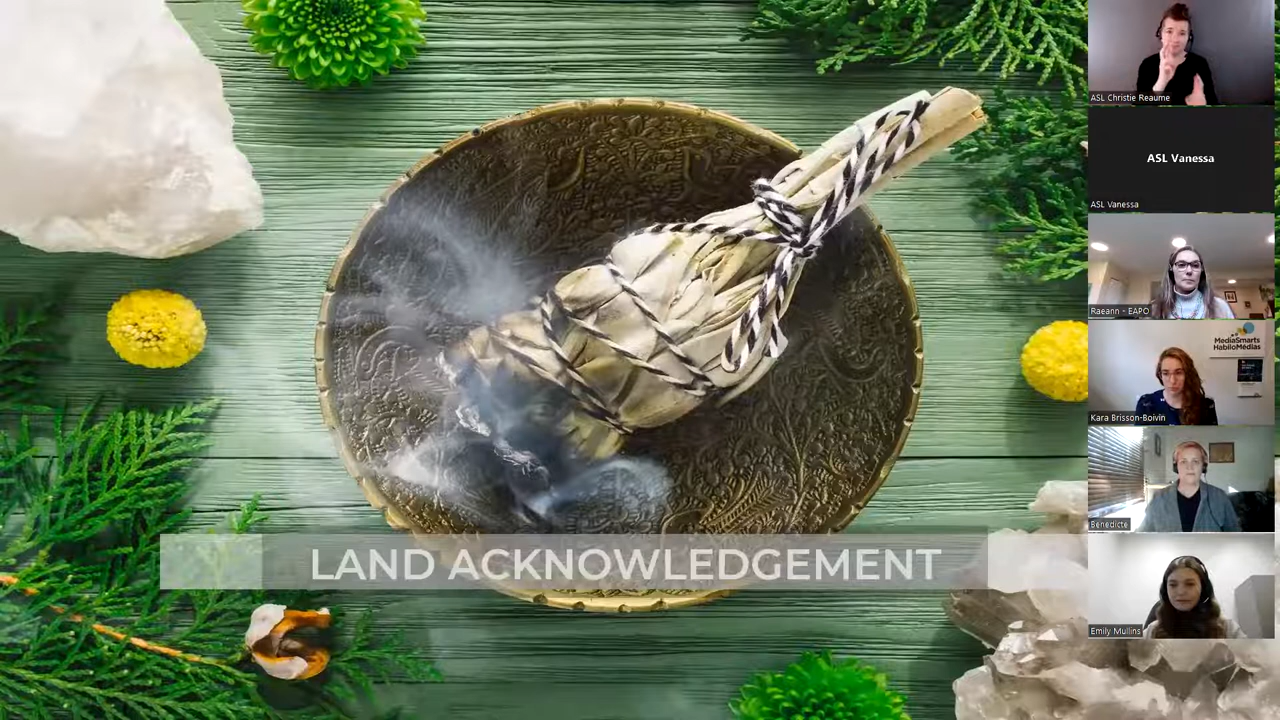 LAND ACKNOWLEDGEMENT
ASL Christie Reaume
ASL Vanessa
ASL Vanessa
Raeann - EAPO
MediaSmarts
HabiloMédias
Kara Brisson-Boivin
Benedicte
Emily Mullins